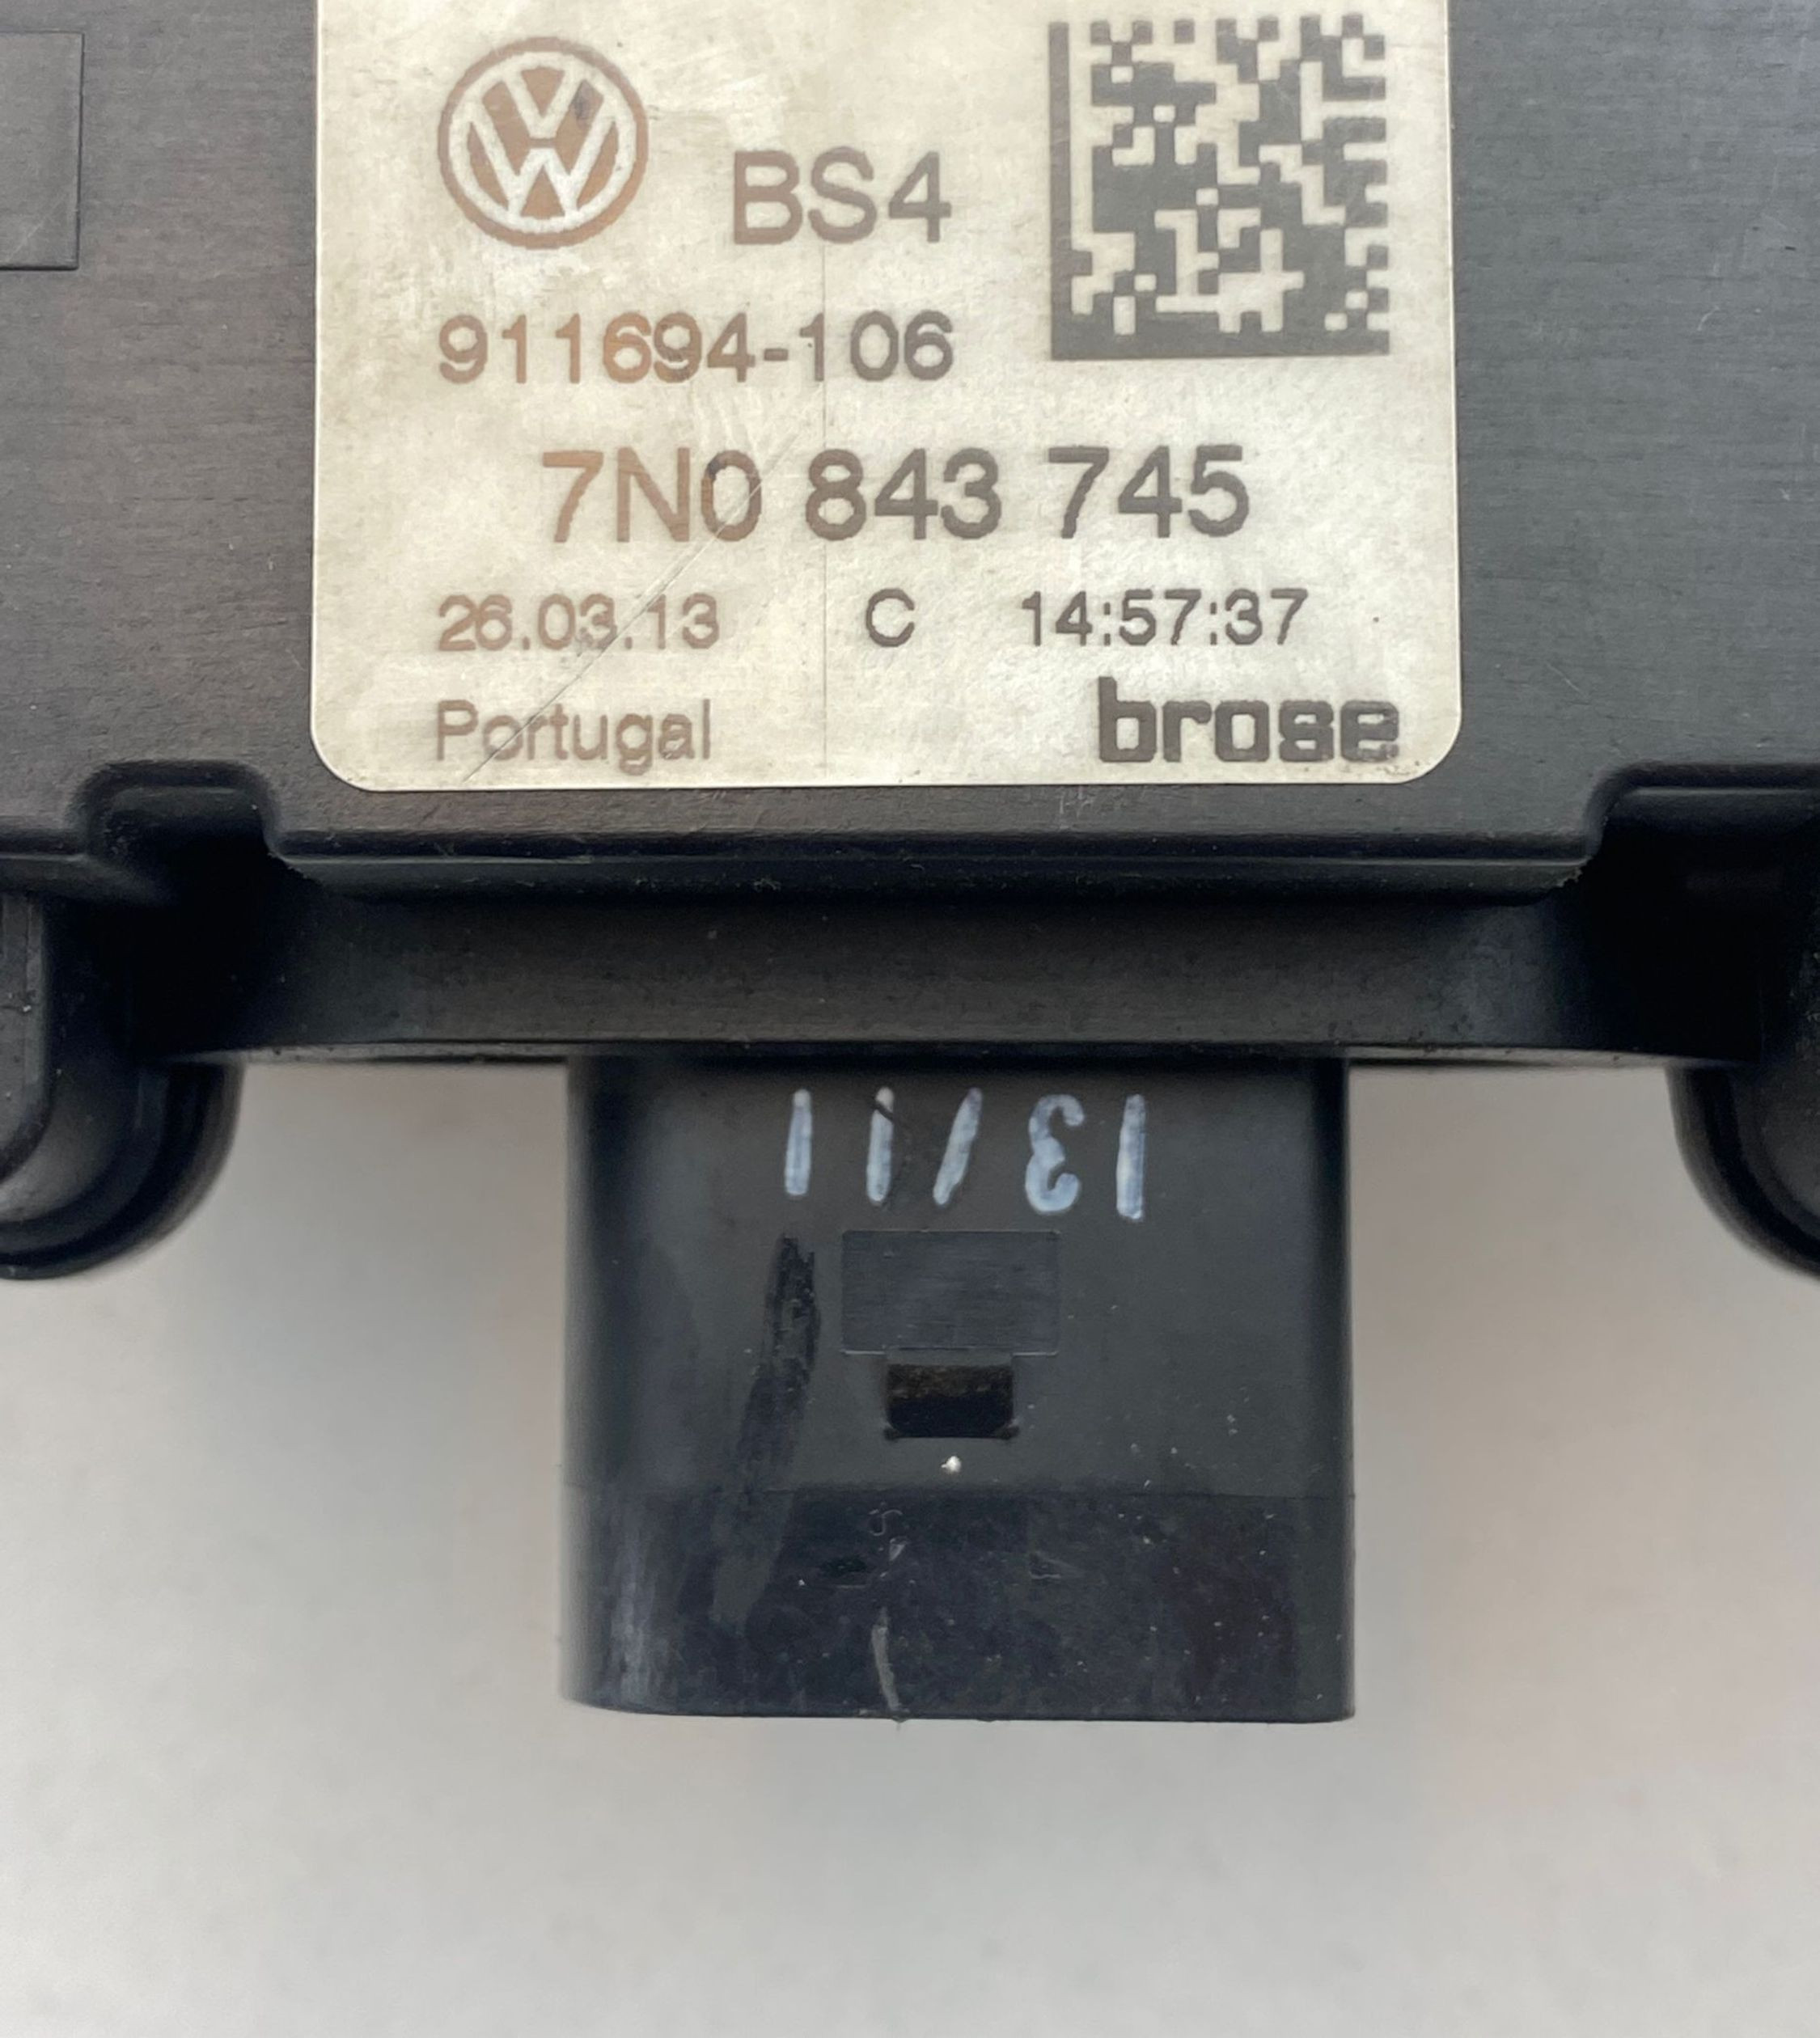 BS4
911694-106
7N0 843 745
26.03.13 C 14:57:37
Portugal brose
13/11